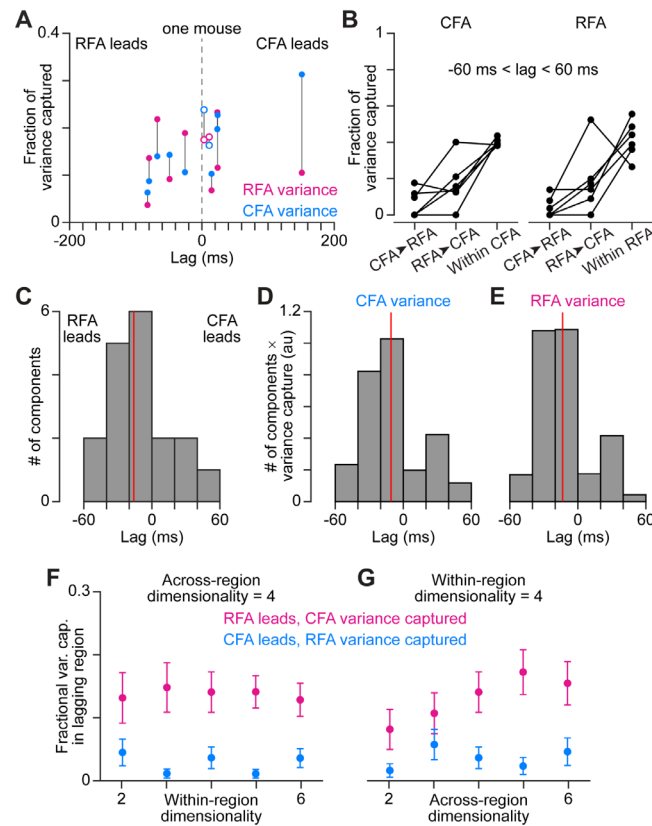 A
one mouse
RFA leads
CFA leads
0.4
Fraction of
variance captured
0
RFA variance
CFA variance
-200
0
200
Lag (ms)
B
CFA
RFA
-60 ms < lag < 60 ms
1
Fraction of
variance captured
0
CFA➤RFA
RFA➤CFA
Within CFA
CFA➤RFA
RFA➤CFA
Within RFA
C
6
RFA
leads
CFA
leads
# of components
0
-60
0
60
Lag (ms)
D
CFA variance
1.2
# of components ×
variance capture (au)
0
-60
0
60
Lag (ms)
E
RFA variance
-60
0
60
Lag (ms)
F
Across-region
dimensionality = 4
G
Within-region
dimensionality = 4
RFA leads, CFA variance captured
CFA leads, RFA variance captured
0.3
Fractional var. cap.
in lagging region
0
2
Within-region
dimensionality
6
2
Across-region
dimensionality
6